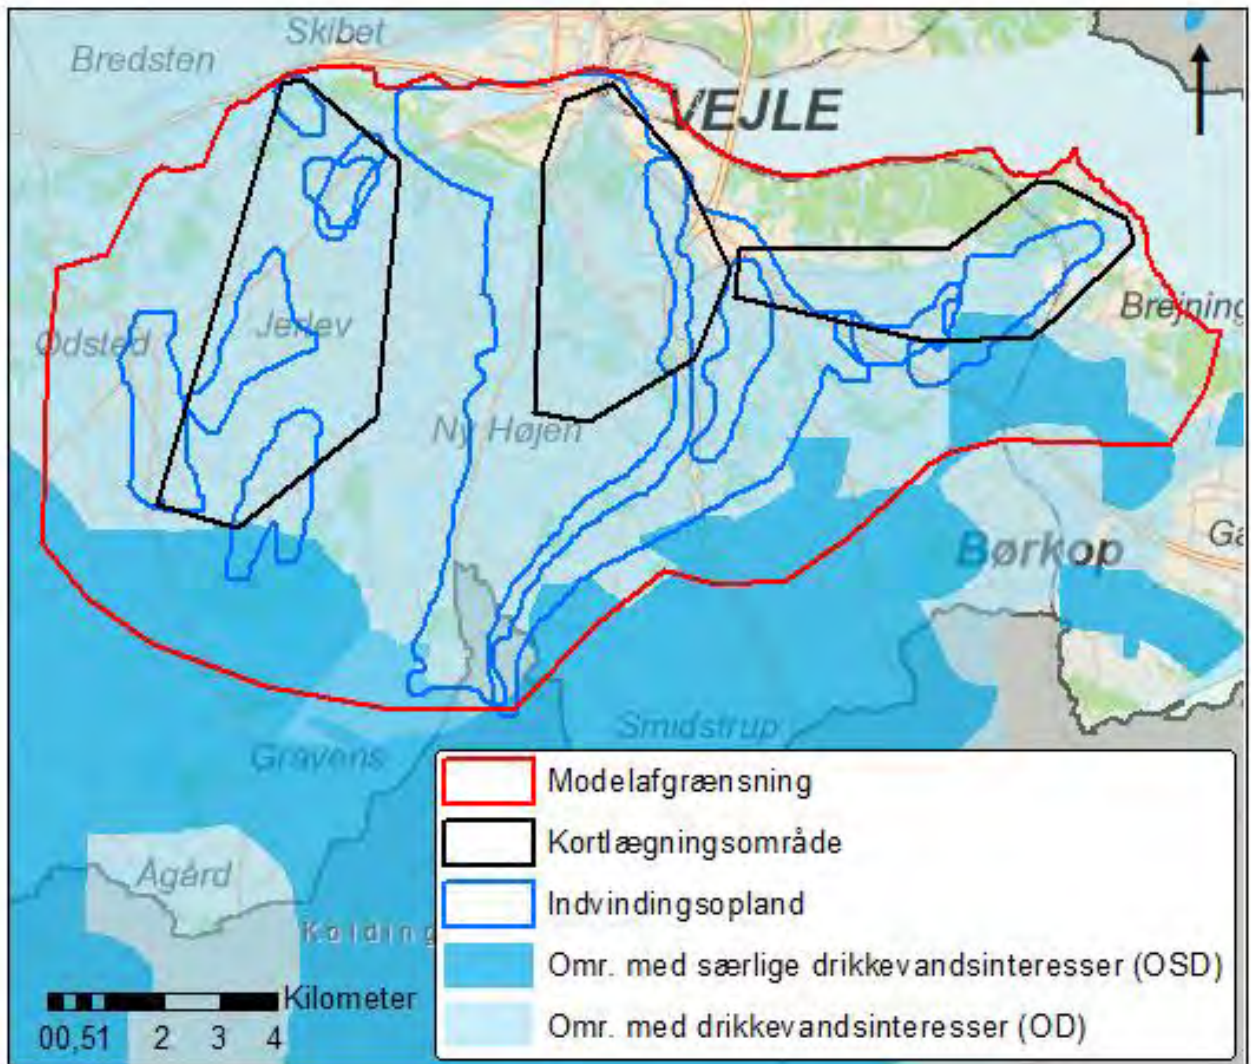 Skibet
Bredsten
VEJLE
Brejning
Ødsted
Jerlev
Ny Højen
Børkop
Ga
Smidstrup
Gravens
Ågård
Kolding
Modelafgrænsning
Kortlægningsområde
Indvindingsopland
Omr. med særlige drikkevandsinteresser (OSD)
Omr. med drikkevandsinteresser (OD)
Kilometer
00,51 2 3 4